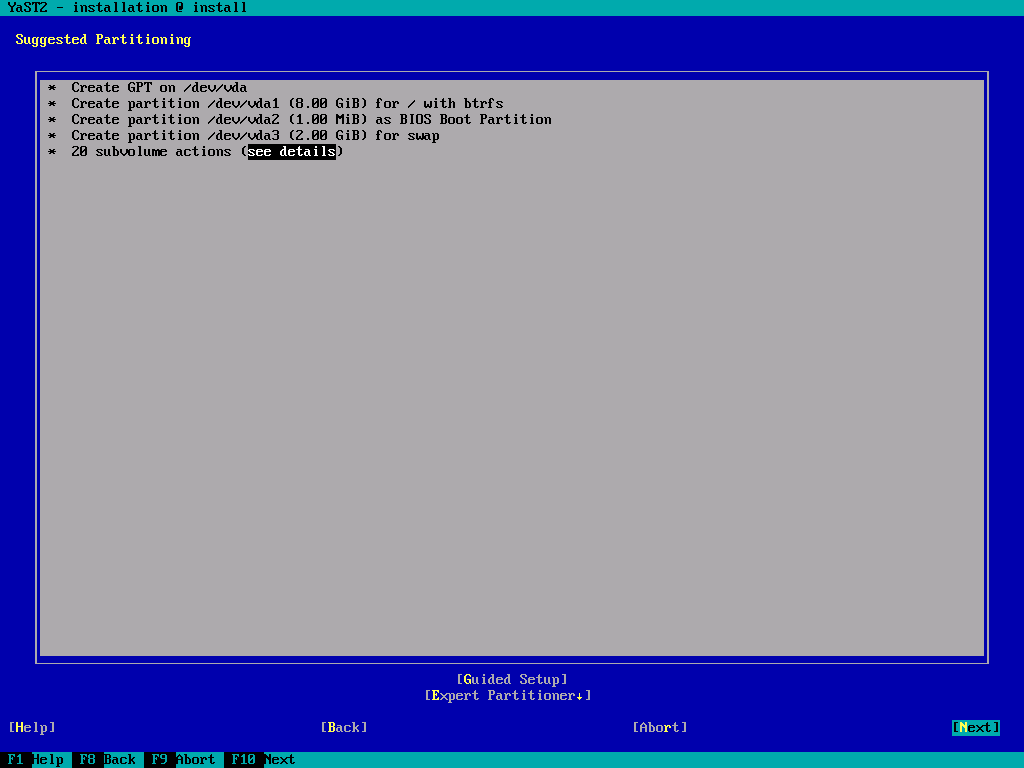 YaST2 - installation @ install
Suggested Partitioning
* Create GPT on /dev/vda
* Create partition /dev/vda1 (8.00 GiB) for / with btrfs
* Create partition /dev/vda2 (1.00 MiB) as BIOS Boot Partition
* Create partition /dev/vda3 (2.00 GiB) for swap
* 20 subvolume actions (see details)
[Guided Setup]
[Expert Partitioner↓]
[Help] [Back] [Abort] [Next]
F1 Help F8 Back F9 Abort F10 Next